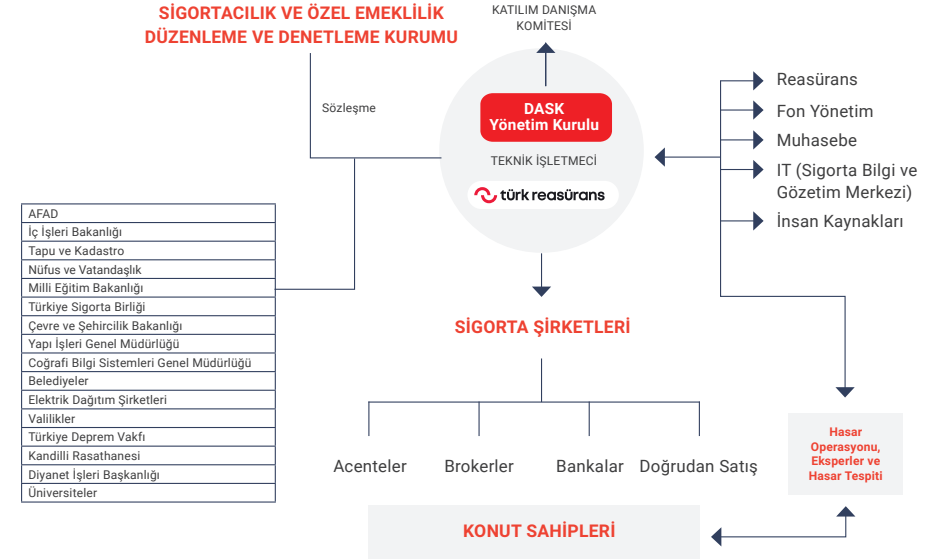 SİGORTACILIK VE ÖZEL EMEKLİLİK
DÜZENLEME VE DENETLEME KURUMU
KATILIM DANIŞMA
KOMİTESİ
Sözleşme
DASK
Yönetim Kurulu
TEKNİK İŞLETMECİ
türk reasürans
Reasürans
Fon Yönetim
Muhasebe
IT (Sigorta Bilgi ve
Gözetim Merkezi)
İnsan Kaynakları
AFAD
İç İşleri Bakanlığı
Tapu ve Kadastro
Nüfus ve Vatandaşlık
Milli Eğitim Bakanlığı
Türkiye Sigorta Birliği
Çevre ve Şehircilik Bakanlığı
Yapı İşleri Genel Müdürlüğü
Coğrafi Bilgi Sistemleri Genel Müdürlüğü
Belediyeler
Elektrik Dağıtım Şirketleri
Valilikler
Türkiye Deprem Vakfı
Kandilli Rasathanesi
Diyanet İşleri Başkanlığı
Üniversiteler
SİGORTA ŞİRKETLERİ
Acenteler
Brokerler
Bankalar
Doğrudan Satış
Hasar
Operasyonu,
Eksperler ve
Hasar Tespiti
KONUT SAHİPLERİ